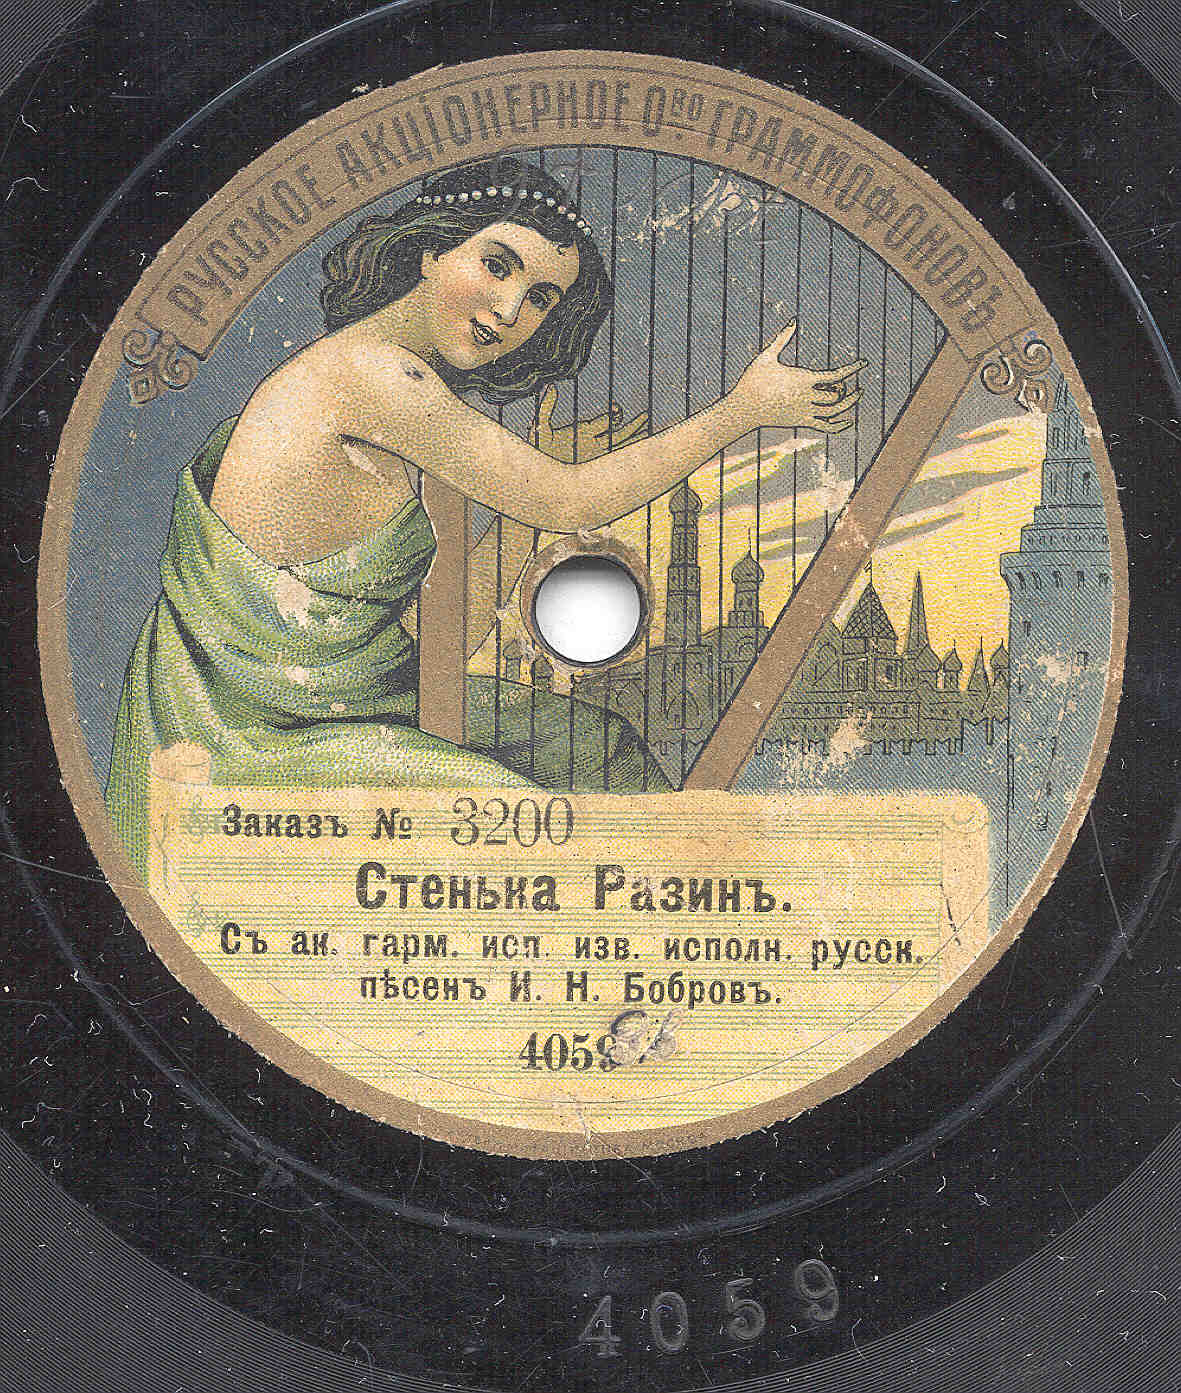 РУССКОЕ АКЦІОНЕРНОЕ О.ВО ГРАММОФОНОВЪ
Заказъ № 3200
Стенька Разинъ.
Съ ак. гарм. исп. изв. исполн. русск.
пѣсенъ И. Н. Бобровъ.
4059
4059